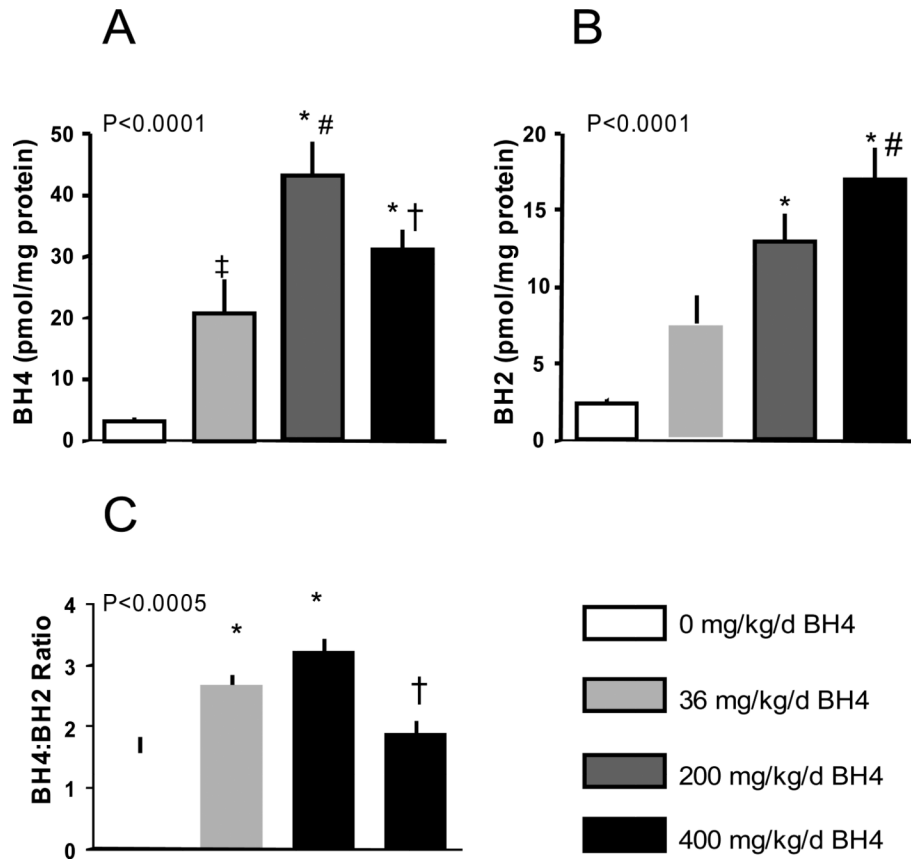 A
B
P<0.0001
BH4 (pmol/mg protein)
50
40
30
20
10
0
‡
* #
* †
P<0.0001
BH2 (pmol/mg protein)
20
15
10
5
0
*
* #
C
P<0.0005
BH4:BH2 Ratio
4
3
2
1
0
*
*
†
0 mg/kg/d BH4
36 mg/kg/d BH4
200 mg/kg/d BH4
400 mg/kg/d BH4